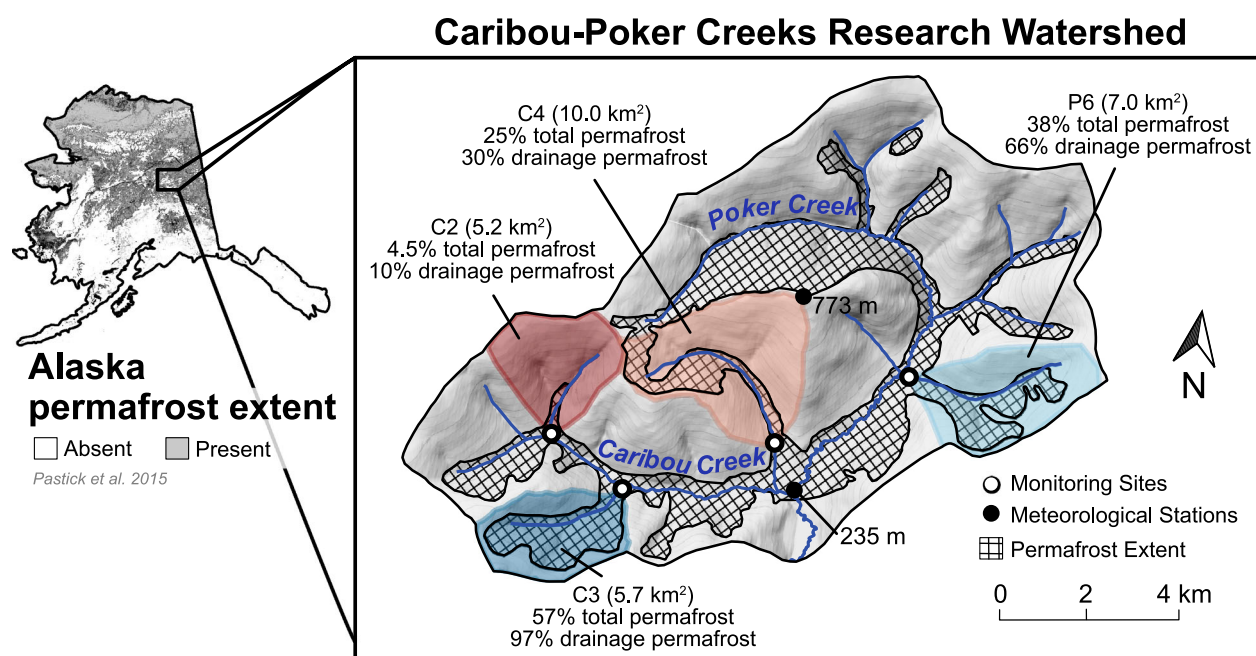 Caribou-Poker Creeks Research Watershed
C4 (10.0 km²)
25% total permafrost
30% drainage permafrost
P6 (7.0 km²)
38% total permafrost
66% drainage permafrost
C2 (5.2 km²)
4.5% total permafrost
10% drainage permafrost
Poker Creek
773 m
Alaska
permafrost extent
Absent
Present
Pastick et al. 2015
N
Caribou Creek
Monitoring Sites
Meteorological Stations
Permafrost Extent
235 m
C3 (5.7 km²)
57% total permafrost
97% drainage permafrost
0 2 4 km